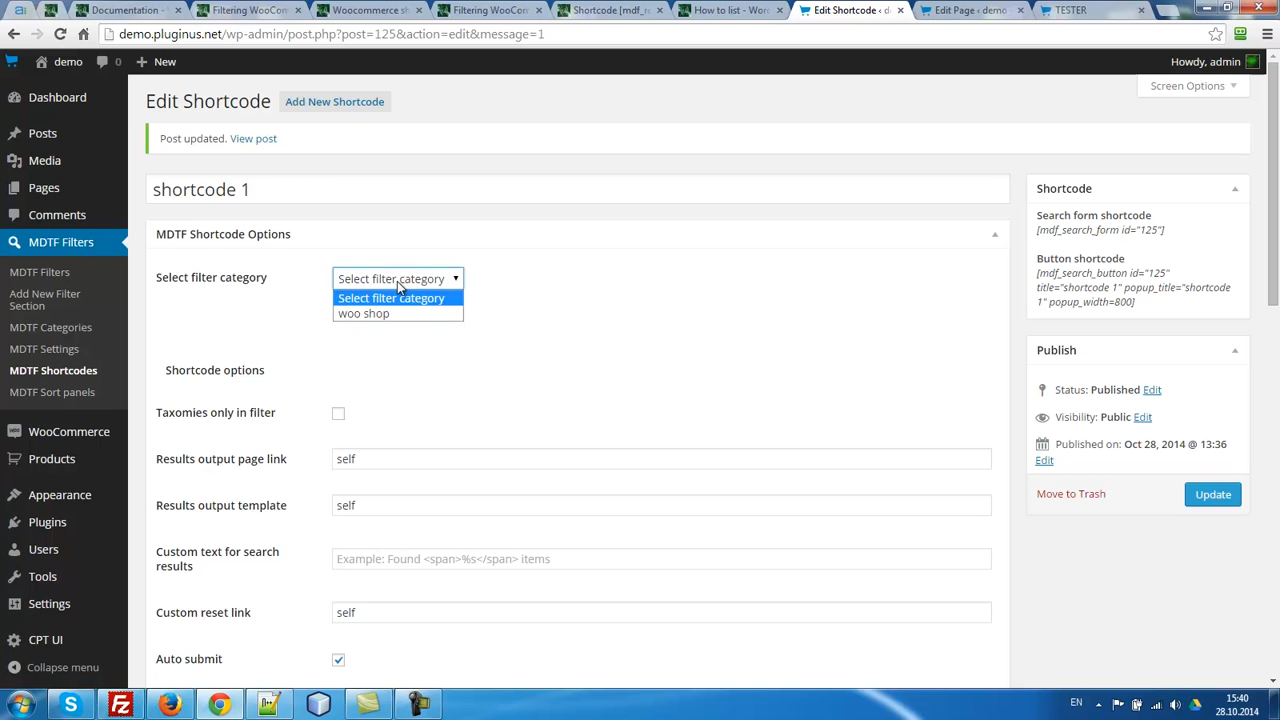 Documentation -
Filtering WooCom
Woocommerce sh
Filtering WooCom
Shortcode [mdf_re
How to list - Wor
Edit Shortcode ‹ d
Edit Page ‹ demo
TESTER
demo.pluginus.net/wp-admin/post.php?post=125&action=edit&message=1
demo 0 New Howdy, admin
Screen Options
Dashboard
Posts
Media
Pages
Comments
MDTF Filters
MDTF Filters
Add New Filter
Section
MDTF Categories
MDTF Settings
MDTF Shortcodes
MDTF Sort panels
WooCommerce
Products
Appearance
Plugins
Users
Tools
Settings
CPT UI
Collapse menu
Edit Shortcode Add New Shortcode
Post updated. View post
shortcode 1
MDTF Shortcode Options
Select filter category Select filter category
Select filter category
woo shop
Shortcode options
Taxomies only in filter
Results output page link self
Results output template self
Custom text for search
results
Example: Found <span>%s</span> items
Custom reset link self
Auto submit
Shortcode
Search form shortcode
[mdf_search_form id="125"]
Button shortcode
[mdf_search_button id="125"
title="shortcode 1" popup_title="shortcode
1" popup_width=800]
Publish
Status: Published Edit
Visibility: Public Edit
Published on: Oct 28, 2014 @ 13:36
Edit
Move to Trash Update
EN
15:40
28.10.2014